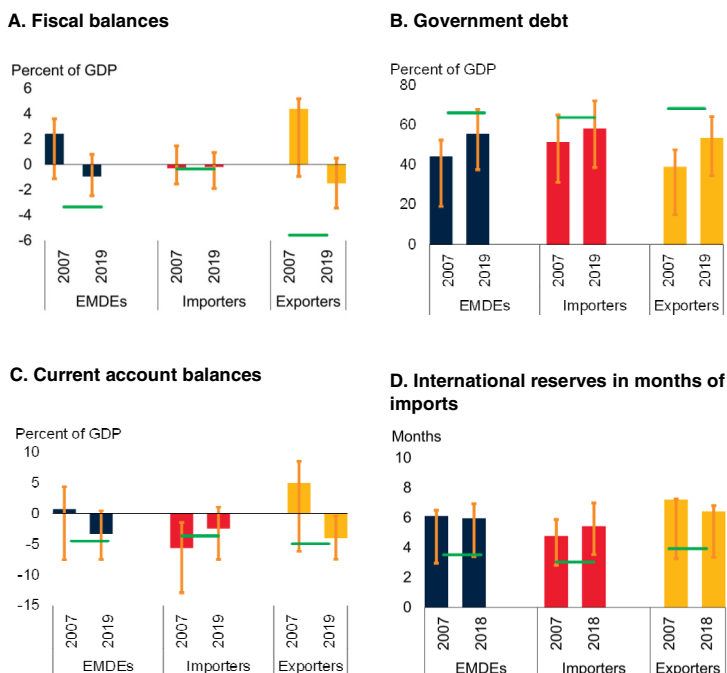 A. Fiscal balances
Percent of GDP
6
4
2
0
-2
-4
-6
2007
2019
2007
2019
2007
2019
EMDEs
Importers
Exporters
B. Government debt
Percent of GDP
80
60
40
20
0
2007
2019
2007
2019
2007
2019
EMDEs
Importers
Exporters
C. Current account balances
Percent of GDP
10
5
0
-5
-10
-15
2007
2019
2007
2019
2007
2019
EMDEs
Importers
Exporters
D. International reserves in months of
imports
Months
10
8
6
4
2
0
2007
2018
2007
2018
2007
2018
EMDEs
Importers
Exporters